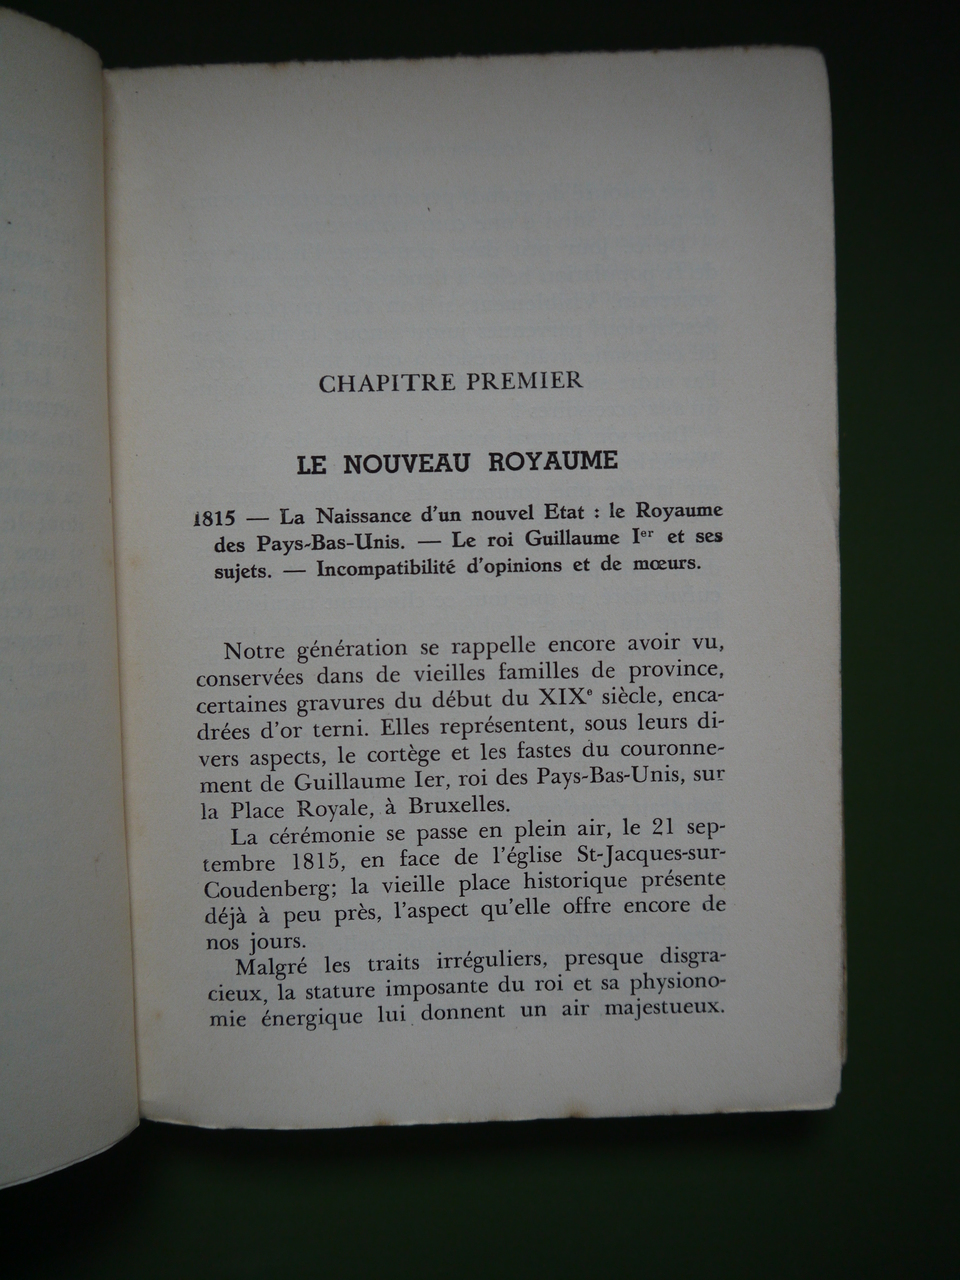 CHAPITRE PREMIER
LE NOUVEAU ROYAUME
1815 — La Naissance d'un nouvel Etat : le Royaume
des Pays-Bas-Unis. — Le roi Guillaume Iᵉʳ et ses
sujets. — Incompatibilité d'opinions et de mœurs.
Notre génération se rappelle encore avoir vu,
conservées dans de vieilles familles de province,
certaines gravures du début du XIXᵉ siècle, enca-
drées d'or terni. Elles représentent, sous leurs di-
vers aspects, le cortège et les fastes du couronne-
ment de Guillaume Ier, roi des Pays-Bas-Unis, sur
la Place Royale, à Bruxelles.
La cérémonie se passe en plein air, le 21 sep-
tembre 1815, en face de l'église St-Jacques-sur-
Coudenberg; la vieille place historique présente
déjà à peu près, l'aspect qu'elle offre encore de
nos jours.
Malgré les traits irréguliers, presque disgra-
cieux, la stature imposante du roi et sa physiono-
mie énergique lui donnent un air majestueux.